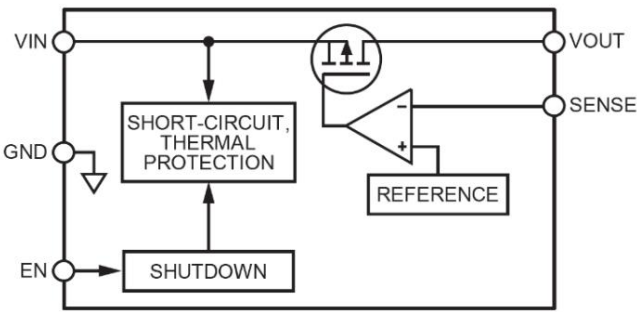 VIN
VOUT
SENSE
SHORT-CIRCUIT,
THERMAL
PROTECTION
GND
REFERENCE
EN
SHUTDOWN
−
+